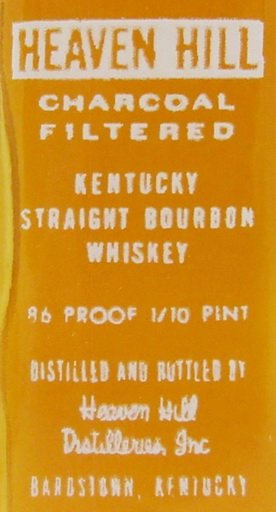 HEAVEN HILL
CHARCOAL
FILTERED
KENTUCKY
STRAIGHT BOURBON
WHISKEY
86 PROOF 1/10 PINT
DISTILLED AND BOTTLED BY
Heaven Hill
Distilleries, Inc
BARDSTOWN, KENTUCKY